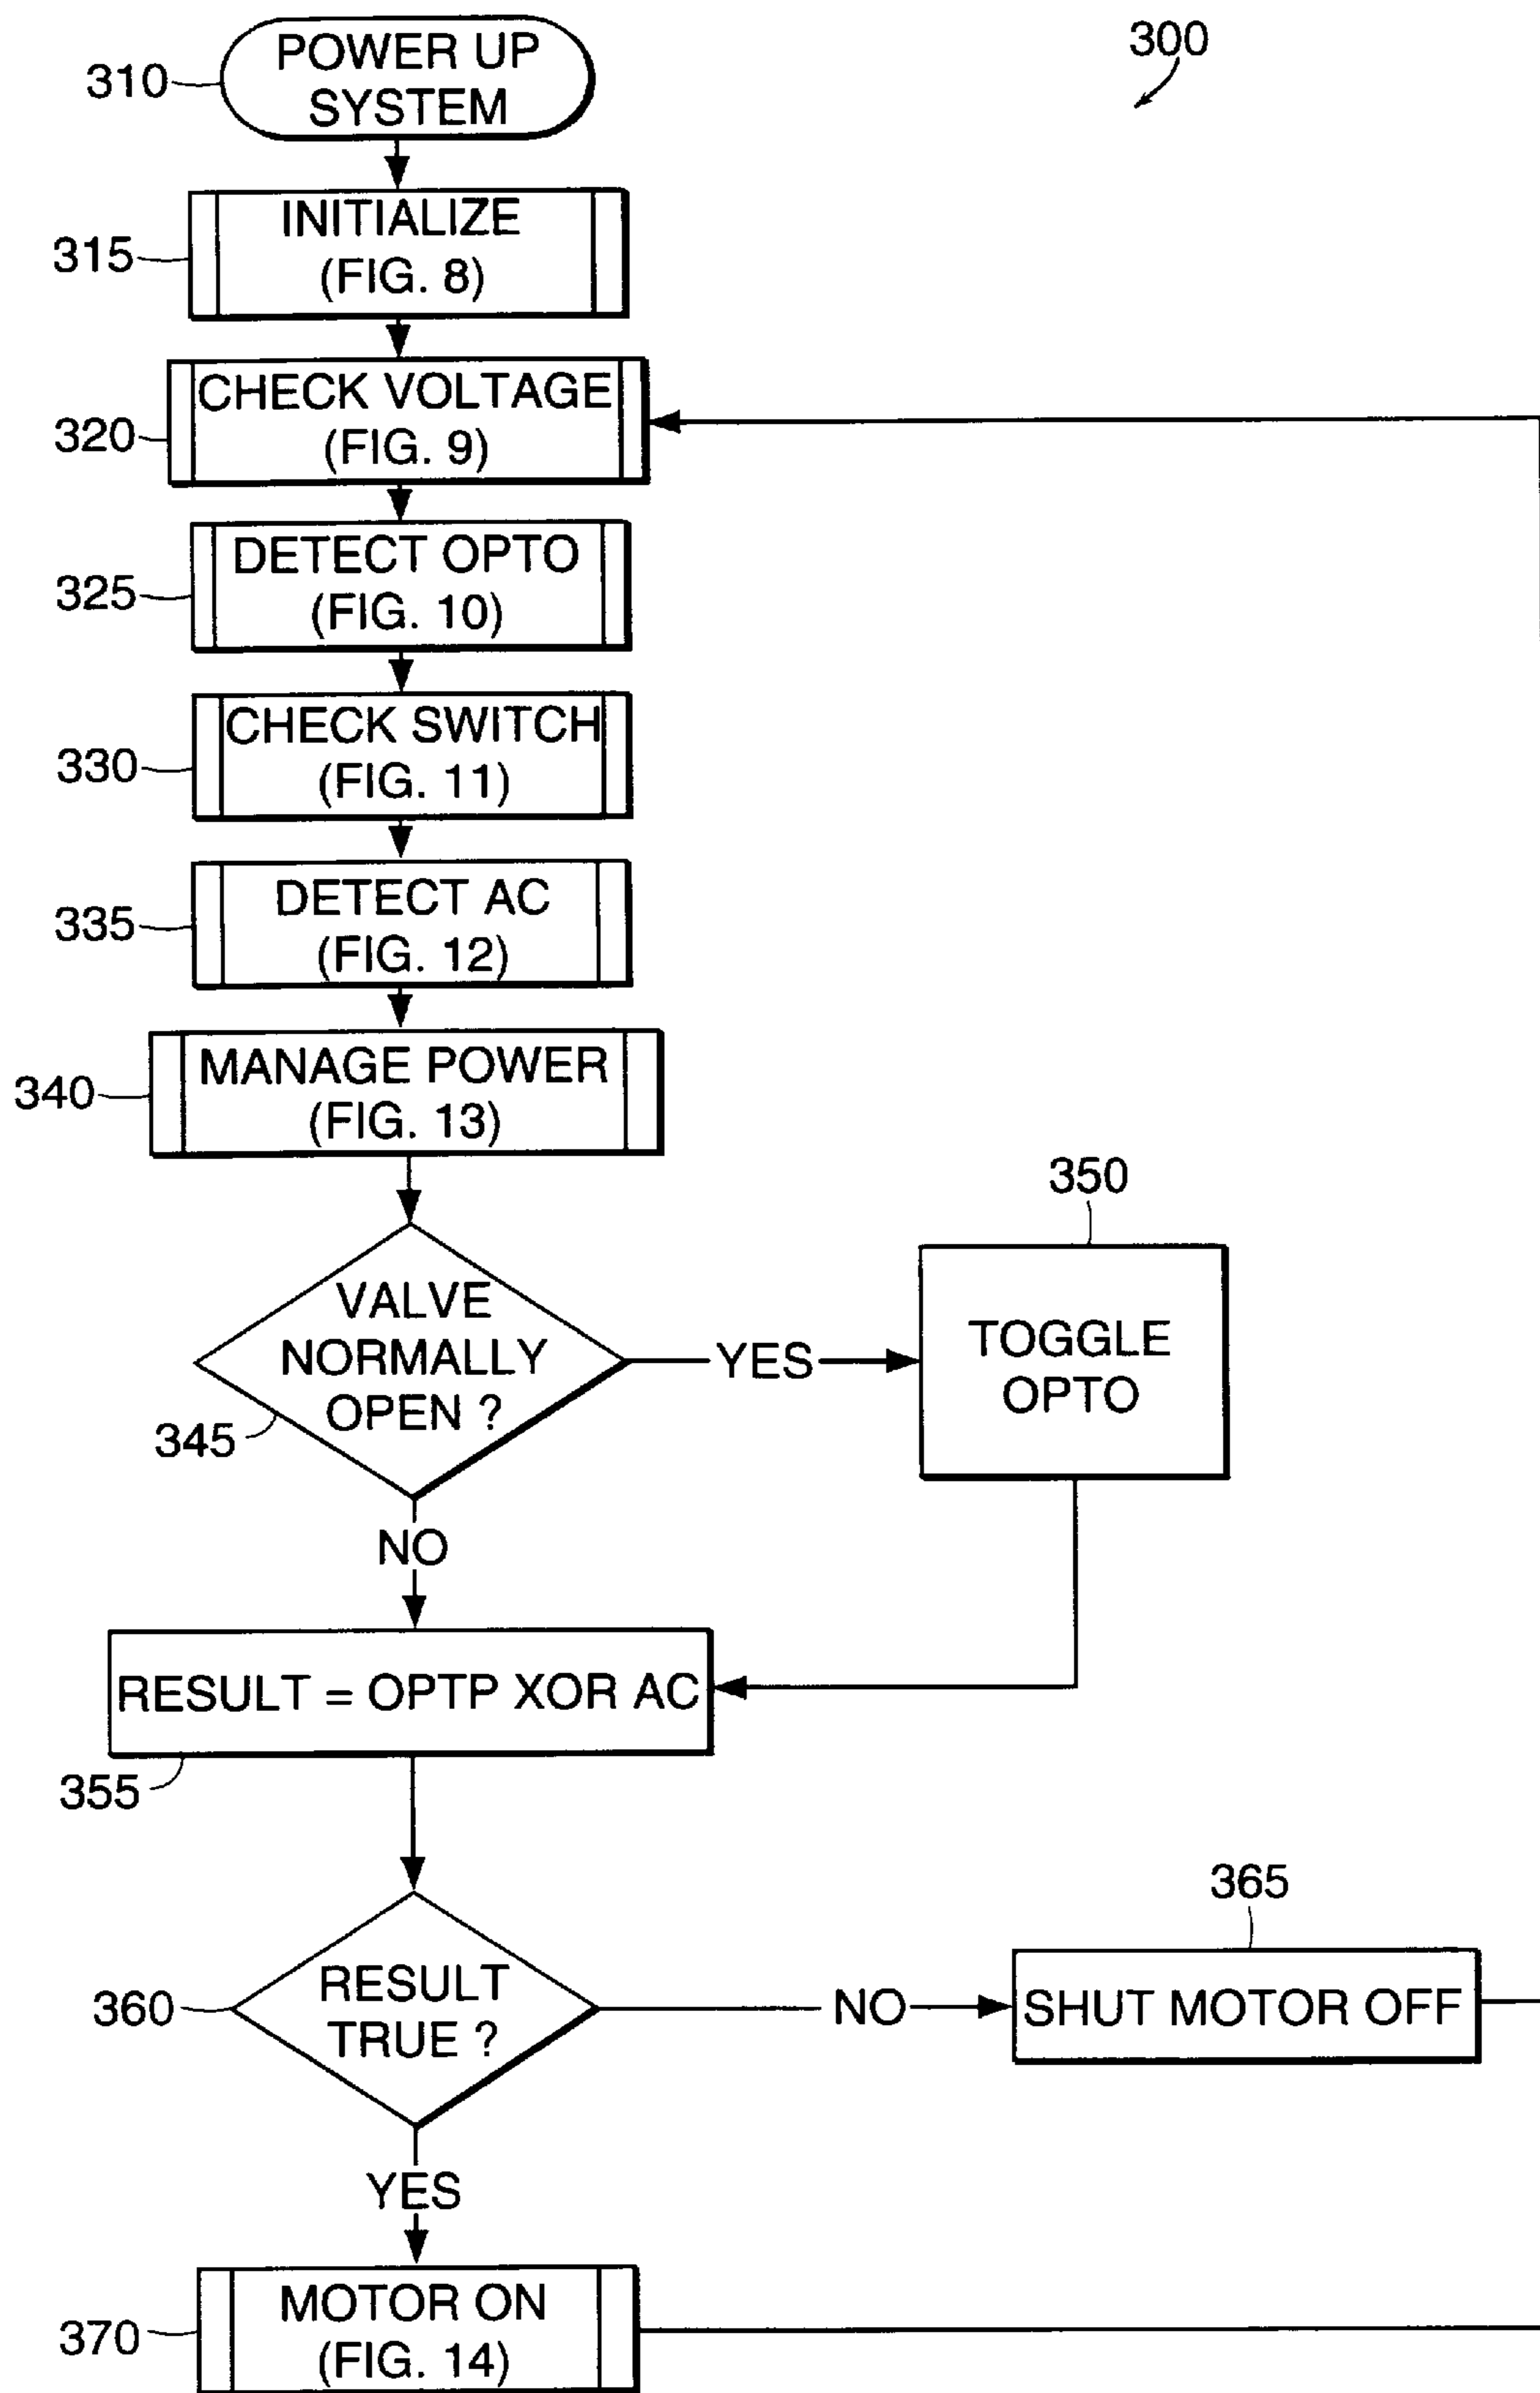 300
310
POWER UP
SYSTEM
315
INITIALIZE
(FIG. 8)
320
CHECK VOLTAGE
(FIG. 9)
325
DETECT OPTO
(FIG. 10)
330
CHECK SWITCH
(FIG. 11)
335
DETECT AC
(FIG. 12)
340
MANAGE POWER
(FIG. 13)
345
VALVE
NORMALLY
OPEN ?
YES
350
TOGGLE
OPTO
NO
RESULT = OPTP XOR AC
355
360
RESULT
TRUE ?
NO
365
SHUT MOTOR OFF
YES
370
MOTOR ON
(FIG. 14)